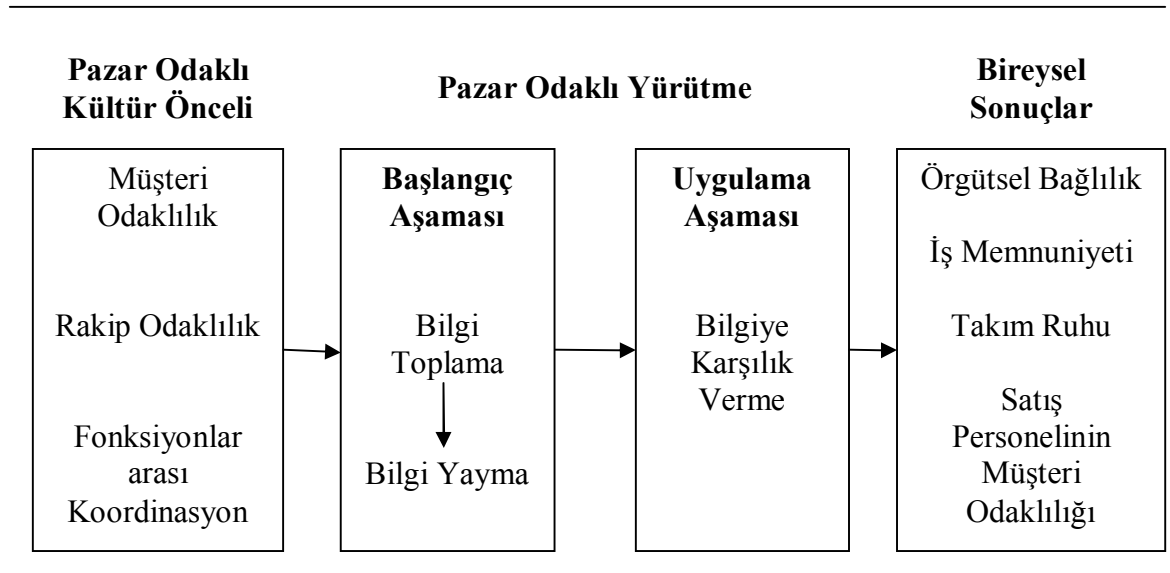 Pazar Odaklı
Kültür Önceli
Pazar Odaklı Yürütme
Bireysel
Sonuçlar
Müşteri
Odaklılık
Rakip Odaklılık
Fonksiyonlar
arası
Koordinasyon
Başlangıç
Aşaması
Bilgi
Toplama
Bilgi Yayma
Uygulama
Aşaması
Bilgiye
Karşılık
Verme
Örgütsel Bağlılık
İş Memnuniyeti
Takım Ruhu
Satış
Personelinin
Müşteri
Odaklılığı